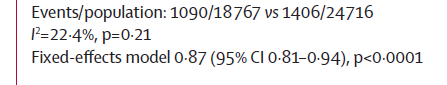 Events/population: 1090/18767 vs 1406/24716
I²=22·4%, p=0·21
Fixed-effects model 0·87 (95% CI 0·81–0·94), p<0·0001